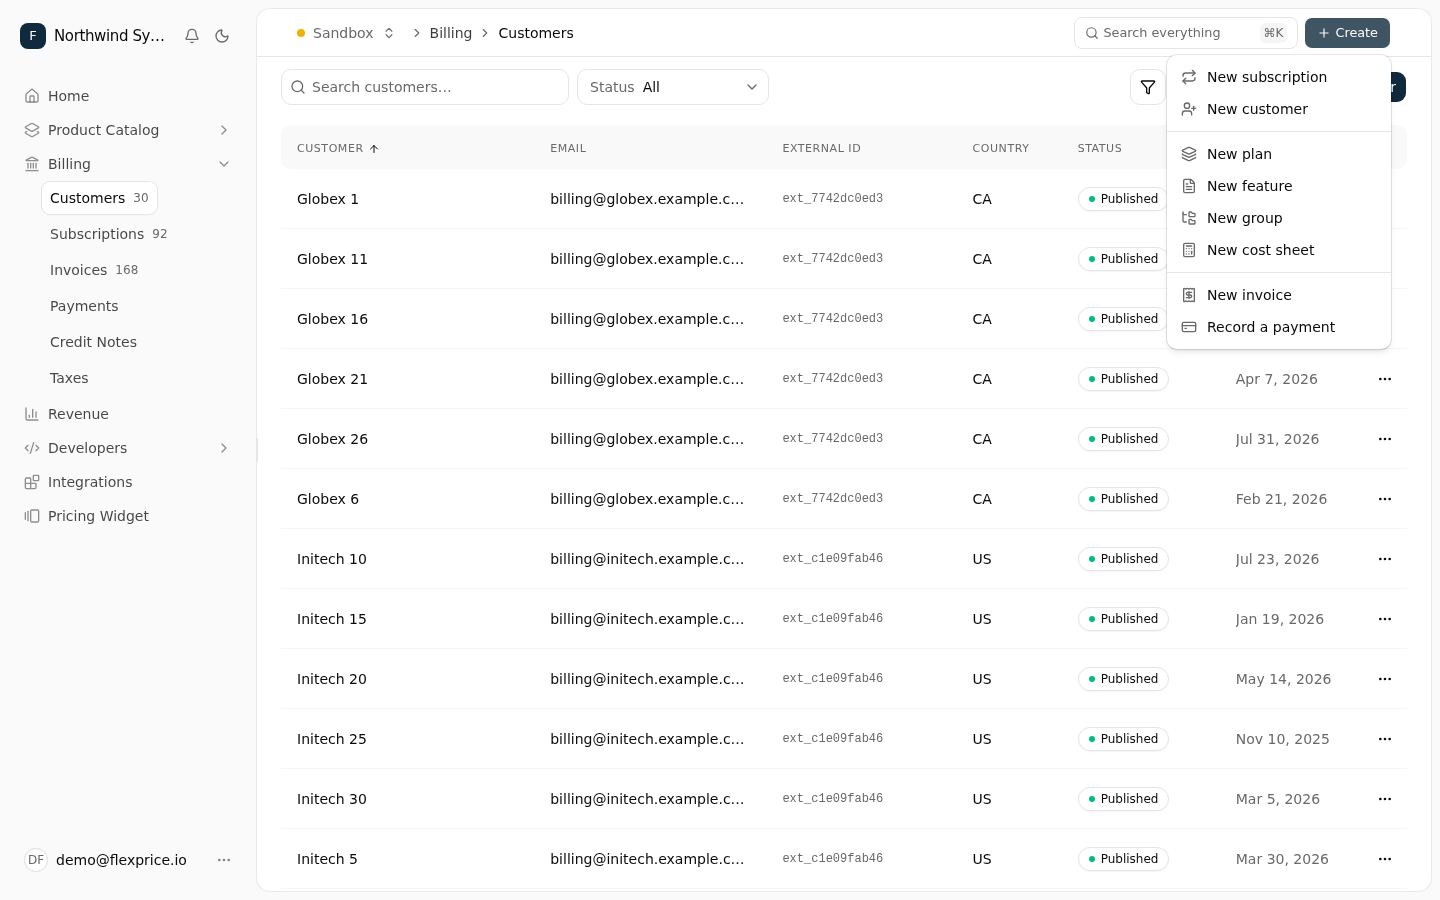 F Northwind Sy...
Sandbox Billing Customers
Search everything ⌘K
Create
Home
Product Catalog
Billing
Customers 30
Subscriptions 92
Invoices 168
Payments
Credit Notes
Taxes
Revenue
Developers
Integrations
Pricing Widget
DF demo@flexprice.io
Search customers...
Status All
New subscription
New customer
New plan
New feature
New group
New cost sheet
New invoice
Record a payment
CUSTOMER EMAIL EXTERNAL ID COUNTRY STATUS
Globex 1 billing@globex.example.c... ext_7742dc0ed3 CA Published
Globex 11 billing@globex.example.c... ext_7742dc0ed3 CA Published
Globex 16 billing@globex.example.c... ext_7742dc0ed3 CA Published
Globex 21 billing@globex.example.c... ext_7742dc0ed3 CA Published Apr 7, 2026
Globex 26 billing@globex.example.c... ext_7742dc0ed3 CA Published Jul 31, 2026
Globex 6 billing@globex.example.c... ext_7742dc0ed3 CA Published Feb 21, 2026
Initech 10 billing@initech.example.c... ext_c1e09fab46 US Published Jul 23, 2026
Initech 15 billing@initech.example.c... ext_c1e09fab46 US Published Jan 19, 2026
Initech 20 billing@initech.example.c... ext_c1e09fab46 US Published May 14, 2026
Initech 25 billing@initech.example.c... ext_c1e09fab46 US Published Nov 10, 2025
Initech 30 billing@initech.example.c... ext_c1e09fab46 US Published Mar 5, 2026
Initech 5 billing@initech.example.c... ext_c1e09fab46 US Published Mar 30, 2026